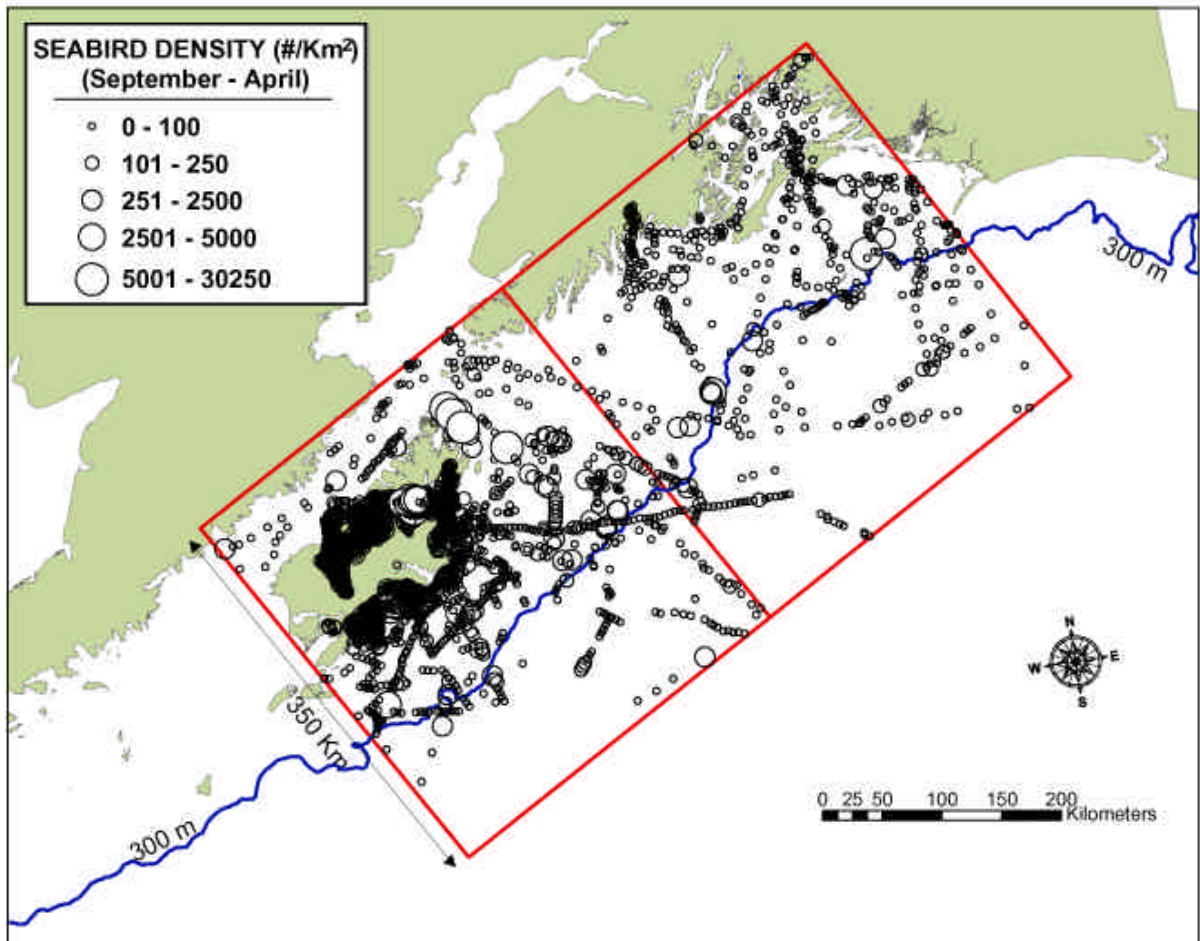 SEABIRD DENSITY (#/Km²)
(September - April)
0 - 100
101 - 250
251 - 2500
2501 - 5000
5001 - 30250
300 m
350 Km
300 m
N
W E
S
0 25 50 100 150 200
Kilometers